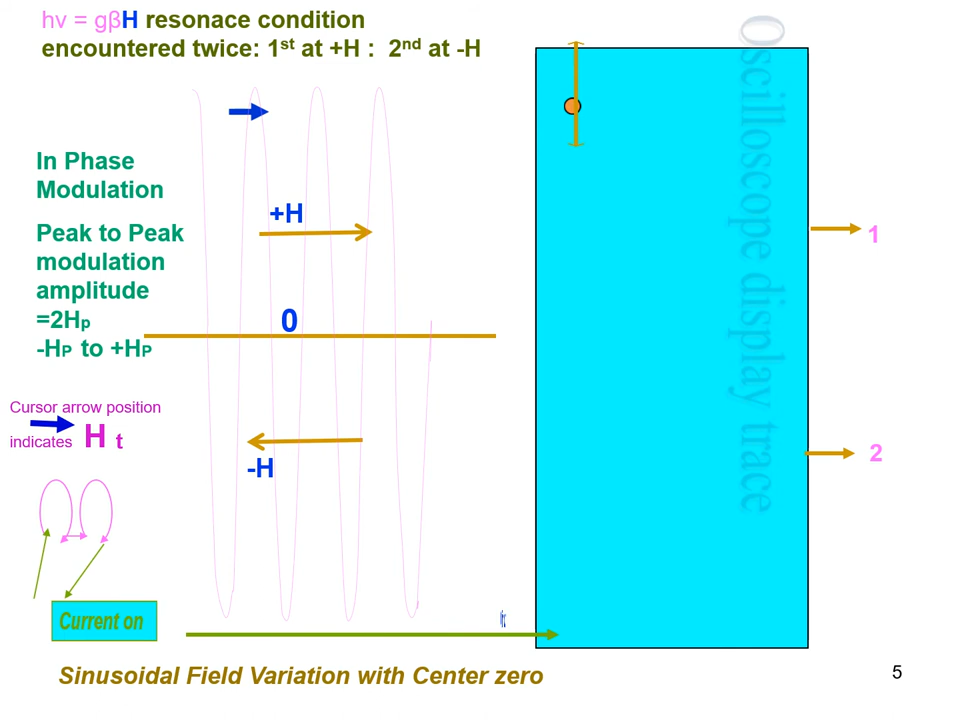 hν = gβH resonace condition
encountered twice: 1st at +H : 2nd at -H
In Phase
Modulation
+H
Peak to Peak
modulation
amplitude
=2Hp
-HP to +HP
0
Cursor arrow position
indicates H t
-H
Current on
Oscilloscope display trace
1
2
Sinusoidal Field Variation with Center zero
5